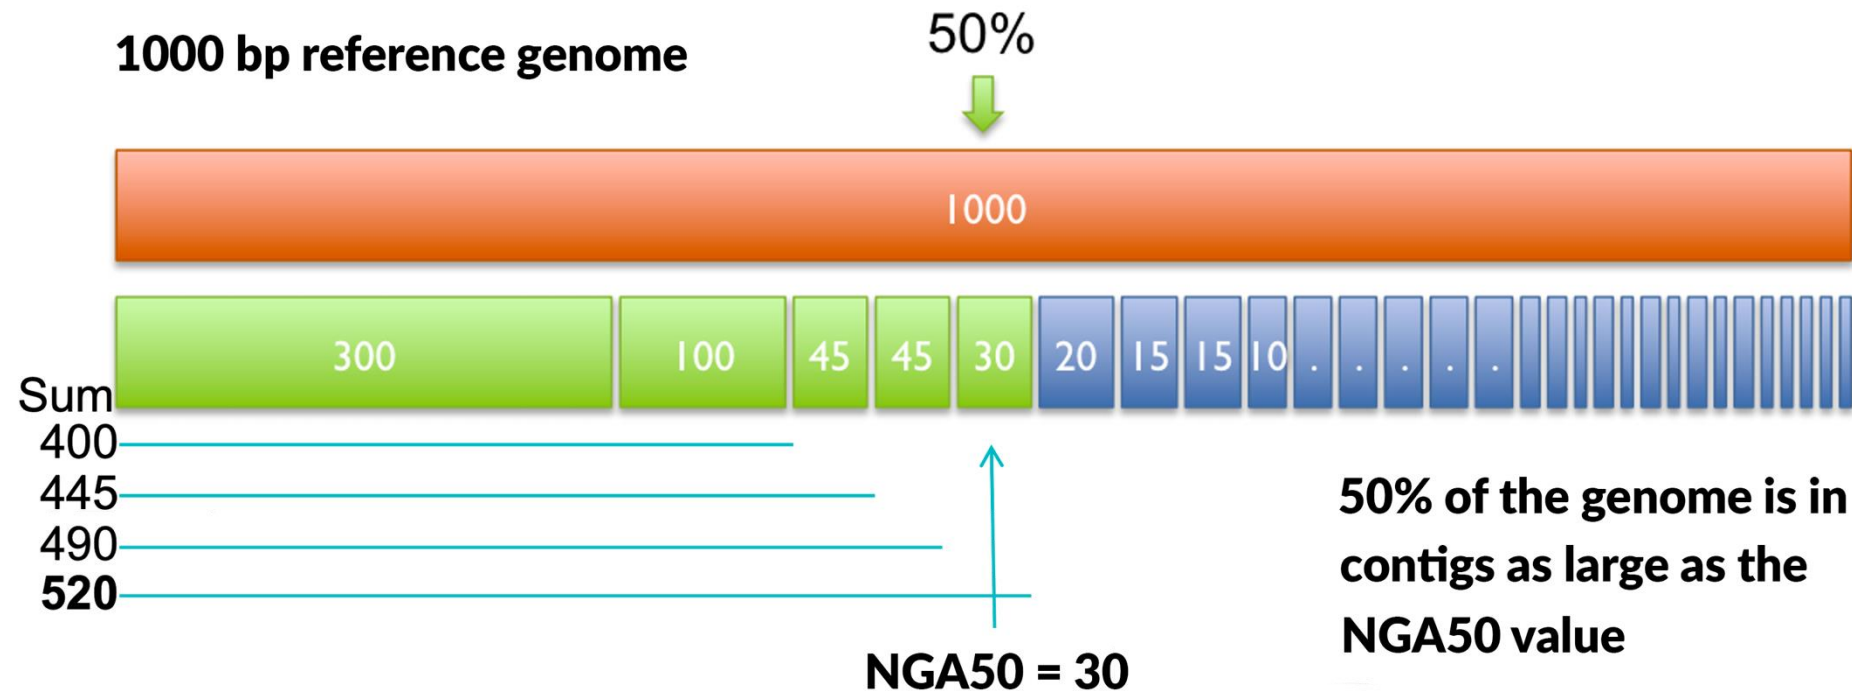 1000 bp reference genome
50%
1000
300 100 45 45 30 20 15 15 10 . . . . .
Sum
400
445
490
520
50% of the genome is in
contigs as large as the
NGA50 value
NGA50 = 30